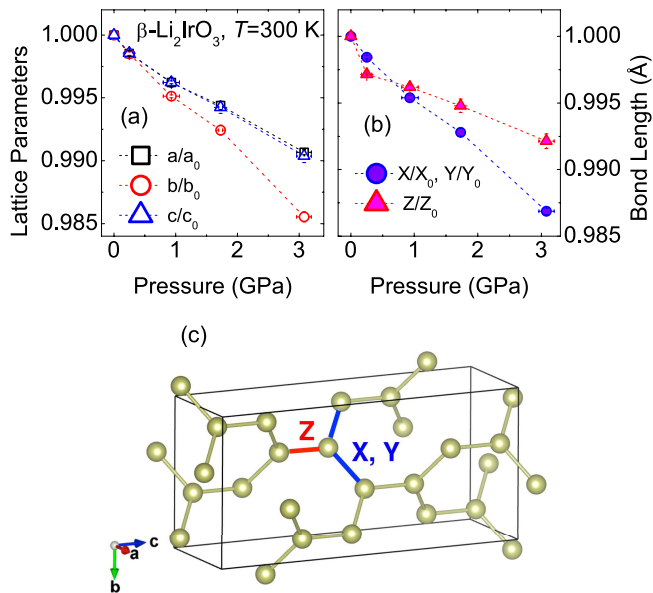 β-Li₂IrO₃, T=300 K
1.000
0.995
0.990
0.985
Lattice Parameters
(a)
a/a₀
b/b₀
c/c₀
0 1 2 3
Pressure (GPa)
(b)
X/X₀, Y/Y₀
Z/Z₀
1.000
0.995
0.990
0.985
Bond Length (Å)
0 1 2 3
Pressure (GPa)
(c)
Z
X, Y
c
a
b